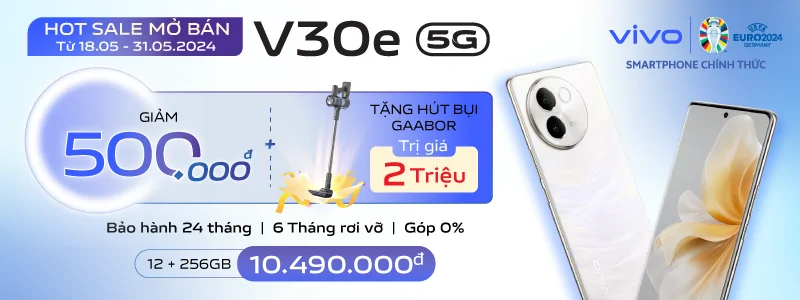 HOT SALE MỞ BÁN
Từ 18.05 - 31.05.2024
V30e 5G
vivo
UEFA
EURO2024
GERMANY
SMARTPHONE CHÍNH THỨC
GIẢM
500.000đ
+
TẶNG HÚT BỤI
GAABOR
Trị giá
2 Triệu
Bảo hành 24 tháng | 6 Tháng rơi vỡ | Góp 0%
12 + 256GB 10.490.000đ
vivo